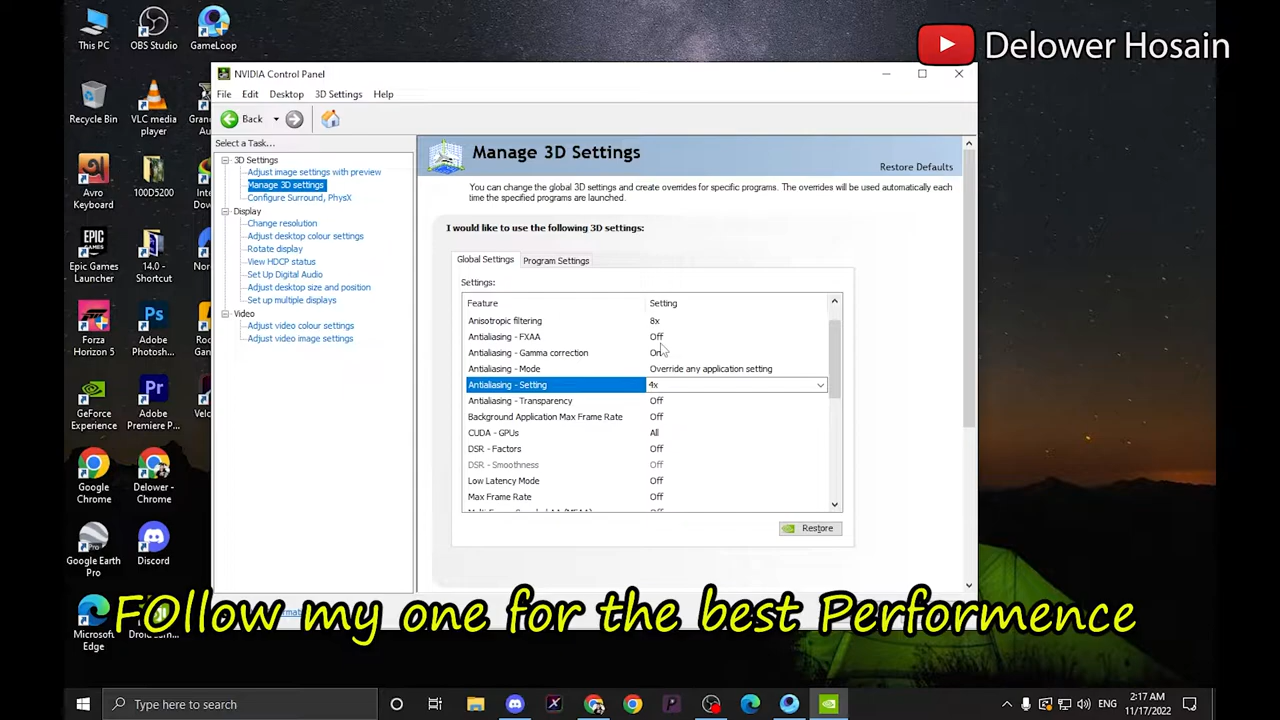 This PC
OBS Studio
GameLoop
Delower Hosain
NVIDIA Control Panel
File Edit Desktop 3D Settings Help
Back
Recycle Bin
VLC media
player
Select a Task...
3D Settings
Adjust image settings with preview
Manage 3D settings
Configure Surround, PhysX
Display
Change resolution
Adjust desktop colour settings
Rotate display
View HDCP status
Set Up Digital Audio
Adjust desktop size and position
Set up multiple displays
Video
Adjust video colour settings
Adjust video image settings
Manage 3D Settings
Restore Defaults
You can change the global 3D settings and create overrides for specific programs. The overrides will be used automatically each
time the specified programs are launched.
I would like to use the following 3D settings:
Global Settings Program Settings
Settings:
Feature Setting
Anisotropic filtering 8x
Antialiasing - FXAA Off
Antialiasing - Gamma correction On
Antialiasing - Mode Override any application setting
Antialiasing - Setting 4x
Antialiasing - Transparency Off
Background Application Max Frame Rate Off
CUDA - GPUs All
DSR - Factors Off
DSR - Smoothness Off
Low Latency Mode Off
Max Frame Rate Off
Restore
Avro
Keyboard
100D5200
Epic Games
Launcher
14.0 -
Shortcut
Forza
Horizon 5
Ps
Adobe
Photosh...
GeForce
Experience
Pr
Adobe
Premiere P...
Google
Chrome
Delower -
Chrome
Google Earth
Pro
Discord
Microsoft
Edge
FOllow my one for the best Performence
Type here to search
ENG
2:17 AM
11/17/2022